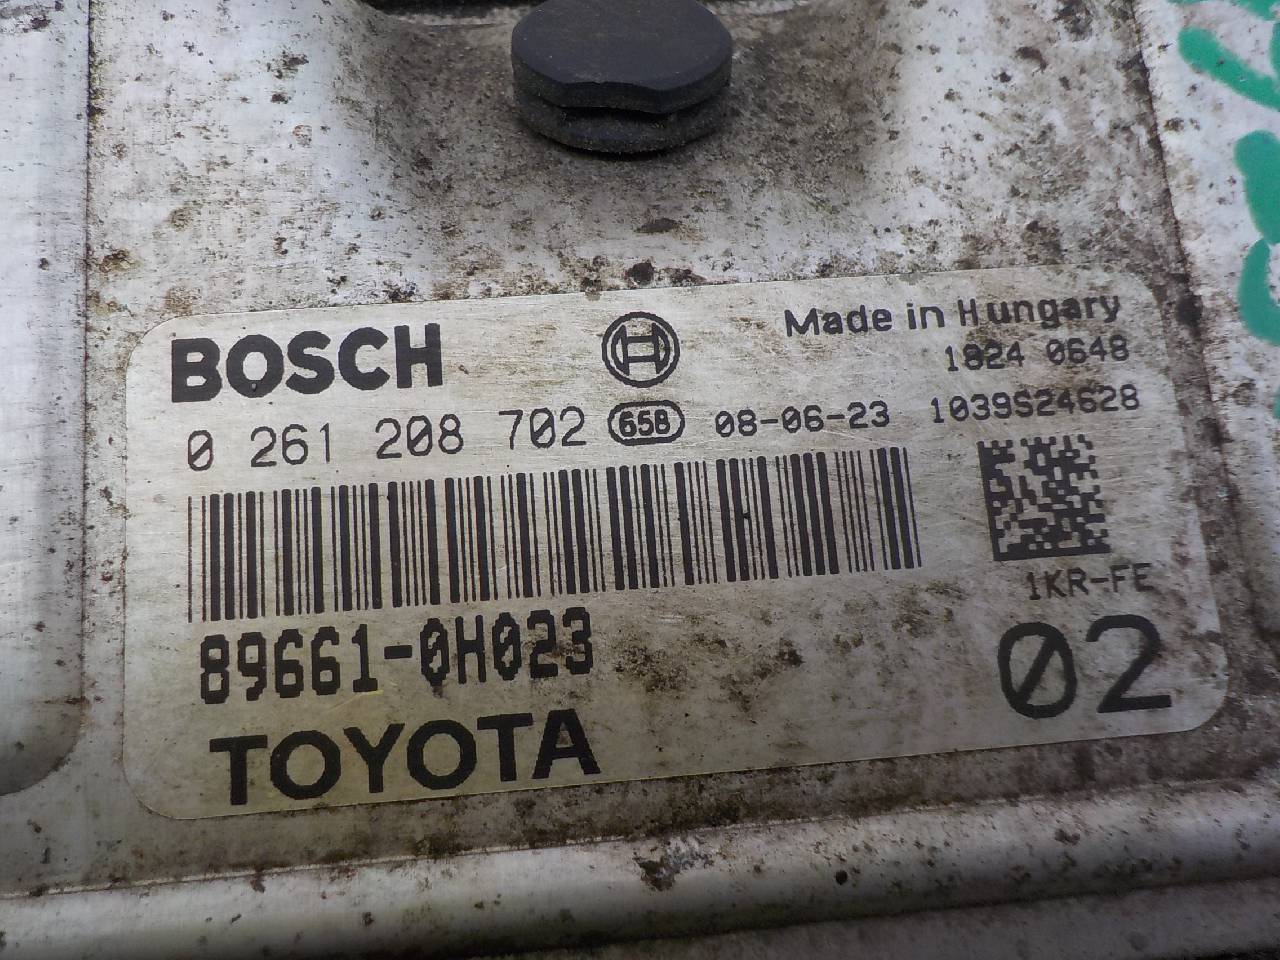 BOSCH
Made in Hungary
1824 0648
0 261 208 702 65B 08-06-23 1039S24628
1KR-FE
89661-0H023
02
TOYOTA